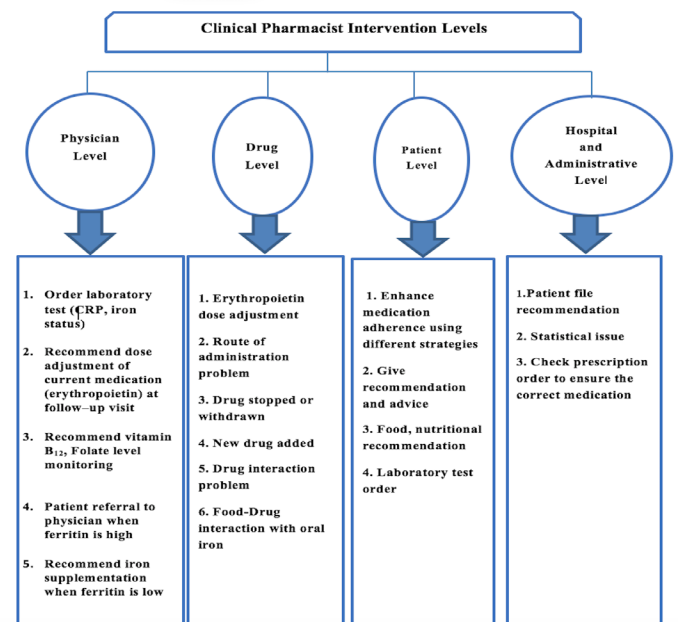 Clinical Pharmacist Intervention Levels
Physician
Level
Drug
Level
Patient
Level
Hospital
and
Administrative
Level
1. Order laboratory
test (CRP, iron
status)
2. Recommend dose
adjustment of
current medication
(erythropoietin) at
follow–up visit
3. Recommend vitamin
B₁₂, Folate level
monitoring
4. Patient referral to
physician when
ferritin is high
5. Recommend iron
supplementation
when ferritin is low
1. Erythropoietin
dose adjustment
2. Route of
administration
problem
3. Drug stopped or
withdrawn
4. New drug added
5. Drug interaction
problem
6. Food-Drug
interaction with oral
iron
1. Enhance
medication
adherence using
different strategies
2. Give
recommendation
and advice
3. Food, nutritional
recommendation
4. Laboratory test
order
1.Patient file
recommendation
2. Statistical issue
3. Check prescription
order to ensure the
correct medication